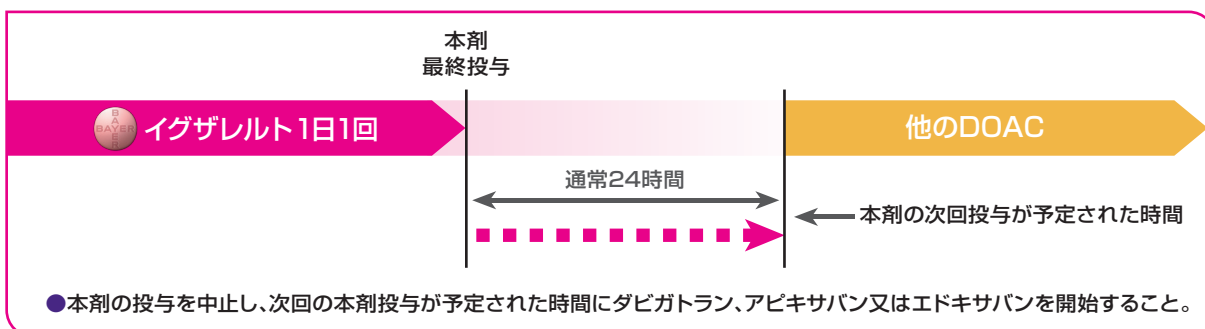 本剤
最終投与
BAYER
BAYER
イグザレルト1日1回
他のDOAC
通常24時間
本剤の次回投与が予定された時間
●本剤の投与を中止し、次回の本剤投与が予定された時間にダビガトラン、アピキサバン又はエドキサバンを開始すること。